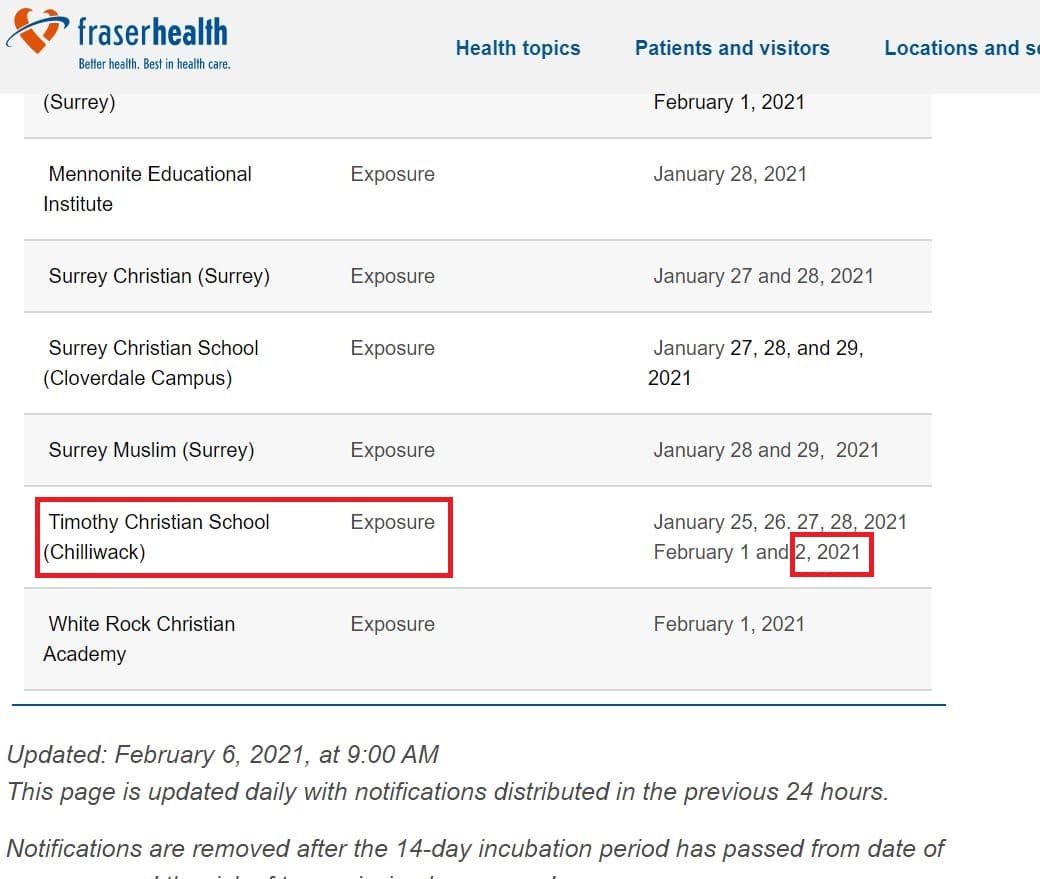 fraserhealth
Better health. Best in health care.
Health topics Patients and visitors Locations and
(Surrey) February 1, 2021
Mennonite Educational Exposure January 28, 2021
Institute
Surrey Christian (Surrey) Exposure January 27 and 28, 2021
Surrey Christian School Exposure January 27, 28, and 29,
(Cloverdale Campus) 2021
Surrey Muslim (Surrey) Exposure January 28 and 29, 2021
Timothy Christian School Exposure January 25, 26. 27, 28, 2021
(Chilliwack) February 1 and 2, 2021
White Rock Christian Exposure February 1, 2021
Academy
Updated: February 6, 2021, at 9:00 AM
This page is updated daily with notifications distributed in the previous 24 hours.
Notifications are removed after the 14-day incubation period has passed from date of